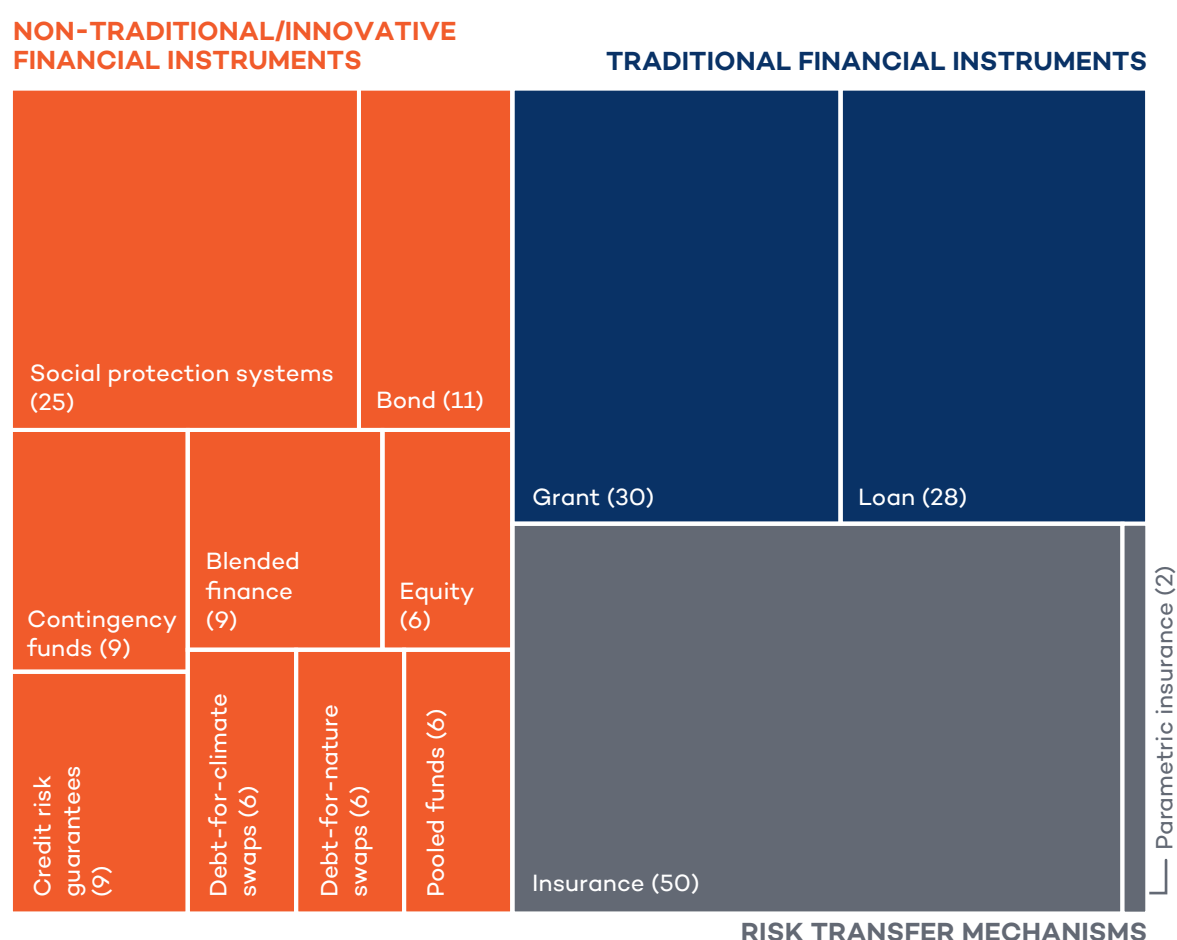 NON-TRADITIONAL/INNOVATIVE
FINANCIAL INSTRUMENTS
TRADITIONAL FINANCIAL INSTRUMENTS
Social protection systems
(25)
Bond (11)
Contingency
funds (9)
Blended
finance
(9)
Equity
(6)
Credit risk
guarantees
(9)
Debt-for-climate
swaps (6)
Debt-for-nature
swaps (6)
Pooled funds (6)
Grant (30)
Loan (28)
Insurance (50)
Parametric insurance (2)
RISK TRANSFER MECHANISMS